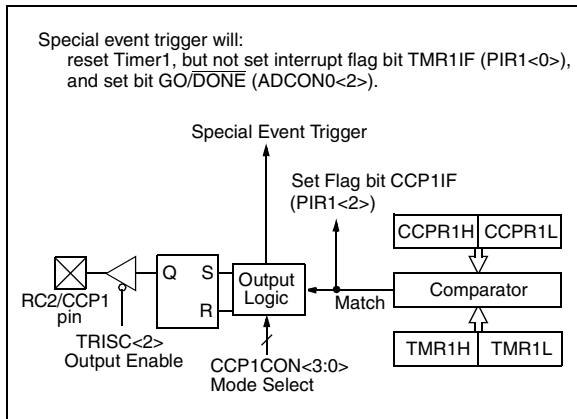 Special event trigger will:
reset Timer1, but not set interrupt flag bit TMR1IF (PIR1<0>),
and set bit GO/DONE (ADCON0<2>).
Special Event Trigger
Set Flag bit CCP1IF
(PIR1<2>)
CCPR1H CCPR1L
Q S
R
Output
Logic
Match
Comparator
RC2/CCP1
pin
TRISC<2>
Output Enable
CCP1CON<3:0>
Mode Select
TMR1H TMR1L